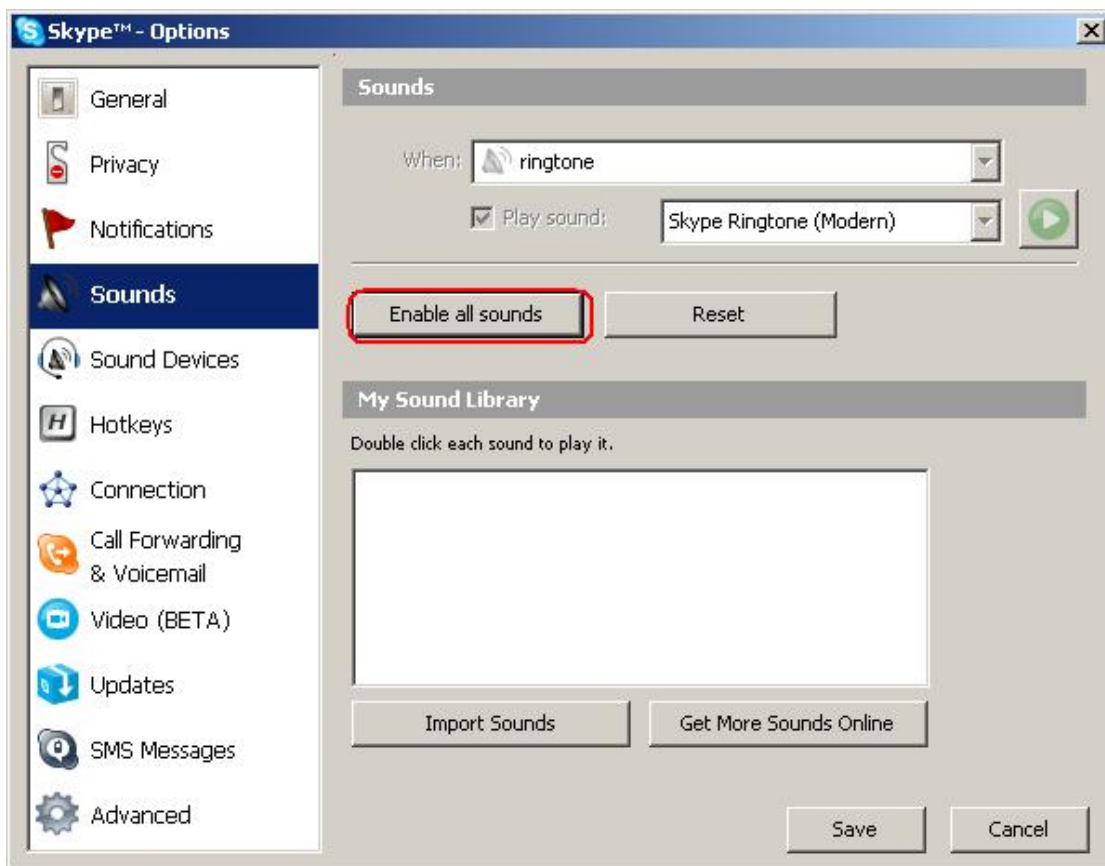 Skype™ - Options
General
Privacy
Notifications
Sounds
Sound Devices
Hotkeys
Connection
Call Forwarding
& Voicemail
Video (BETA)
Updates
SMS Messages
Advanced
Sounds
When: ringtone
Play sound: Skype Ringtone (Modern)
Enable all sounds Reset
My Sound Library
Double click each sound to play it.
Import Sounds Get More Sounds Online
Save Cancel